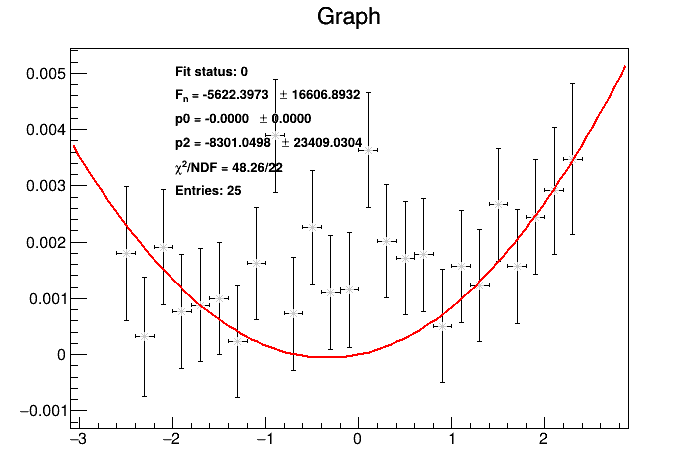 Graph
Fit status: 0
Fn = -5622.3973 ± 16606.8932
p0 = -0.0000 ± 0.0000
p2 = -8301.0498 ± 23409.0304
χ²/NDF = 48.26/22
Entries: 25
0.005
0.004
0.003
0.002
0.001
0
−0.001
−3 −2 −1 0 1 2